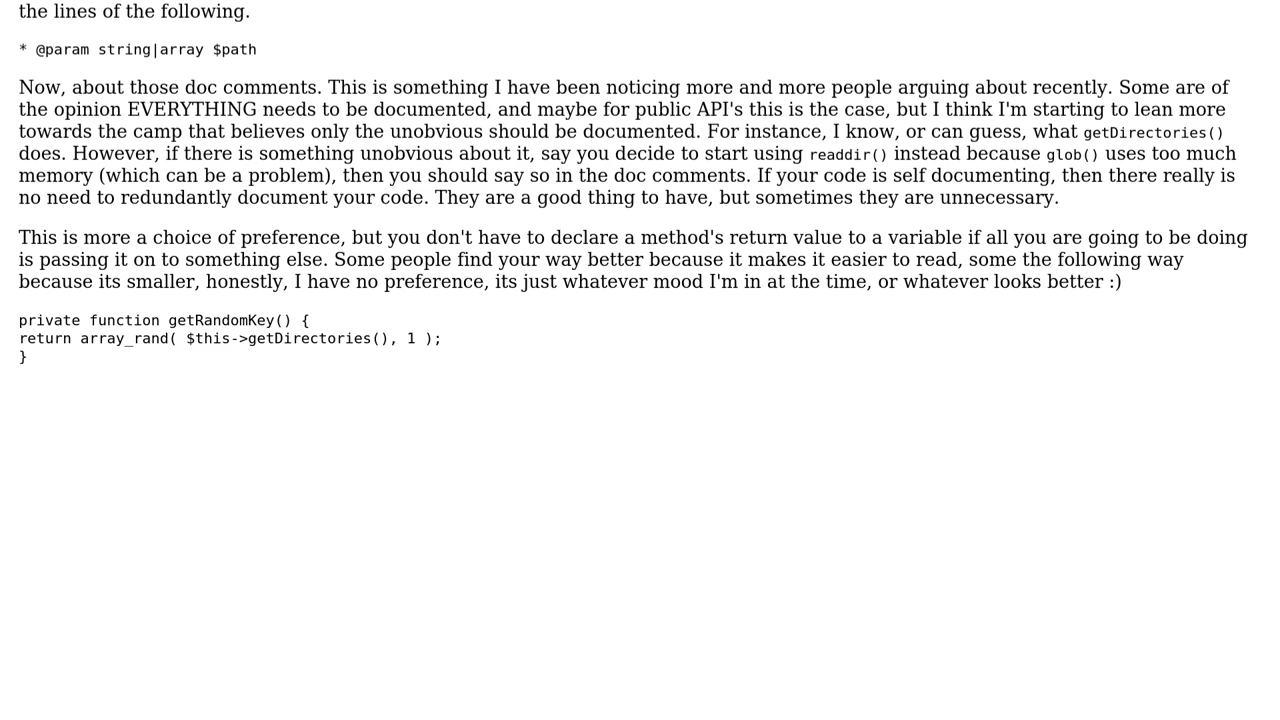 the lines of the following.
* @param string|array $path
Now, about those doc comments. This is something I have been noticing more and more people arguing about recently. Some are of
the opinion EVERYTHING needs to be documented, and maybe for public API's this is the case, but I think I'm starting to lean more
towards the camp that believes only the unobvious should be documented. For instance, I know, or can guess, what getDirectories()
does. However, if there is something unobvious about it, say you decide to start using readdir() instead because glob() uses too much
memory (which can be a problem), then you should say so in the doc comments. If your code is self documenting, then there really is
no need to redundantly document your code. They are a good thing to have, but sometimes they are unnecessary.
This is more a choice of preference, but you don't have to declare a method's return value to a variable if all you are going to be doing
is passing it on to something else. Some people find your way better because it makes it easier to read, some the following way
because its smaller, honestly, I have no preference, its just whatever mood I'm in at the time, or whatever looks better :)
private function getRandomKey() {
return array_rand( $this->getDirectories(), 1 );
}